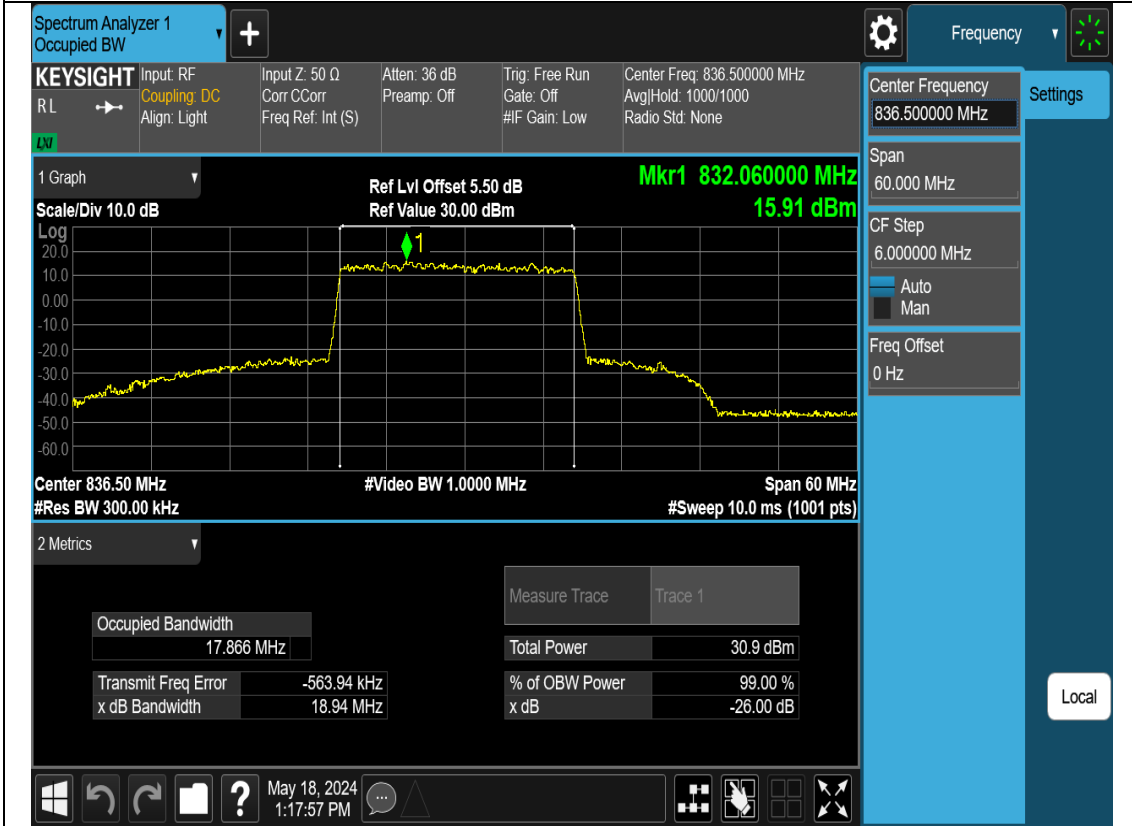 Spectrum Analyzer 1
Occupied BW
Frequency
KEYSIGHT
R L
LXI
Input: RF
Coupling: DC
Align: Light
Input Z: 50 Ω
Corr CCorr
Freq Ref: Int (S)
Atten: 36 dB
Preamp: Off
Trig: Free Run
Gate: Off
#IF Gain: Low
Center Freq: 836.500000 MHz
Avg|Hold: 1000/1000
Radio Std: None
Center Frequency
836.500000 MHz
Settings
Span
60.000 MHz
CF Step
6.000000 MHz
Auto
Man
Freq Offset
0 Hz
Local
1 Graph
Scale/Div 10.0 dB
Ref Lvl Offset 5.50 dB
Ref Value 30.00 dBm
Mkr1 832.060000 MHz
15.91 dBm
Log
1
20.0
10.0
0.00
-10.0
-20.0
-30.0
-40.0
-50.0
-60.0
Center 836.50 MHz
#Video BW 1.0000 MHz
Span 60 MHz
#Res BW 300.00 kHz
#Sweep 10.0 ms (1001 pts)
2 Metrics
Measure Trace Trace 1
Occupied Bandwidth
17.866 MHz
Total Power 30.9 dBm
Transmit Freq Error -563.94 kHz
% of OBW Power 99.00 %
x dB Bandwidth 18.94 MHz
x dB -26.00 dB
?
May 18, 2024
1:17:57 PM